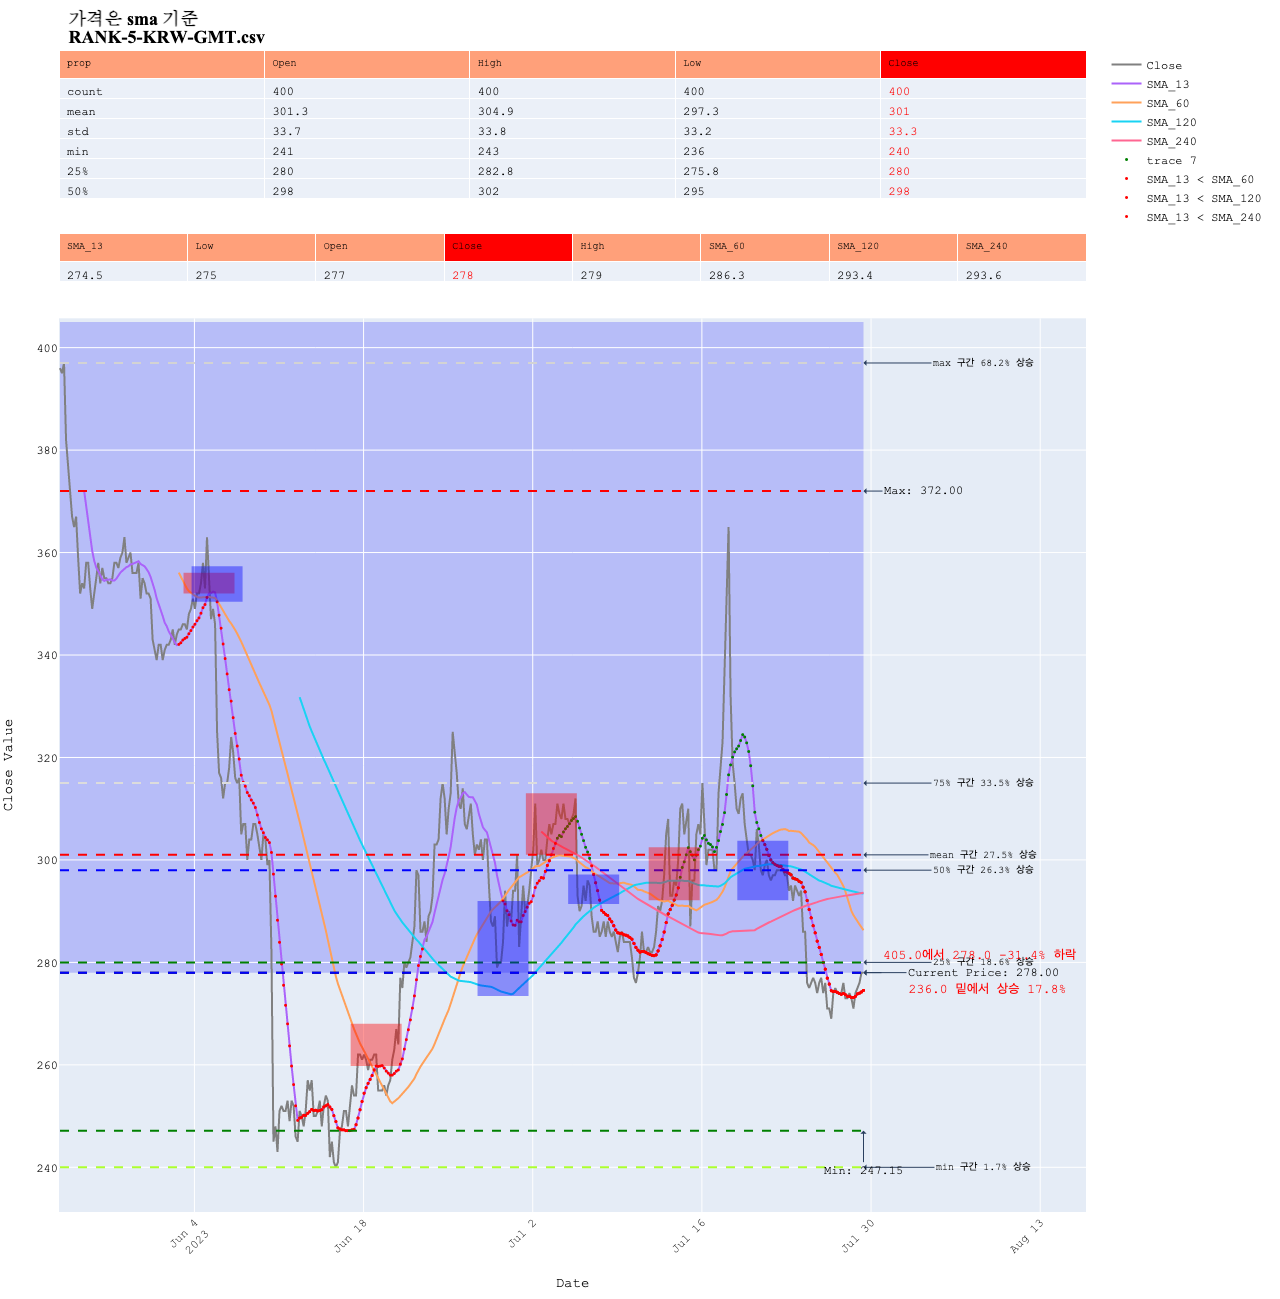 가격은 sma 기준
RANK-5-KRW-GMT.csv
prop Open High Low Close
count 400 400 400 400
mean 301.3 304.9 297.3 301
std 33.7 33.8 33.2 33.3
min 241 243 236 240
25% 280 282.8 275.8 280
50% 298 302 295 298
SMA_13 Low Open Close High SMA_60 SMA_120 SMA_240
274.5 275 277 278 279 286.3 293.4 293.6
Close
SMA_13
SMA_60
SMA_120
SMA_240
trace 7
SMA_13 < SMA_60
SMA_13 < SMA_120
SMA_13 < SMA_240
Close Value
400
380
360
340
320
300
280
260
240
max 구간 68.2% 상승
Max: 372.00
75% 구간 33.5% 상승
mean 구간 27.5% 상승
50% 구간 26.3% 상승
405.0에서 278.0 -31.4% 하락
25% 구간 18.6% 상승
Current Price: 278.00
236.0 밑에서 상승 17.8%
Min: 247.15
min 구간 1.7% 상승
Jun 4
2023
Jun 18
Jul 2
Jul 16
Jul 30
Aug 13
Date